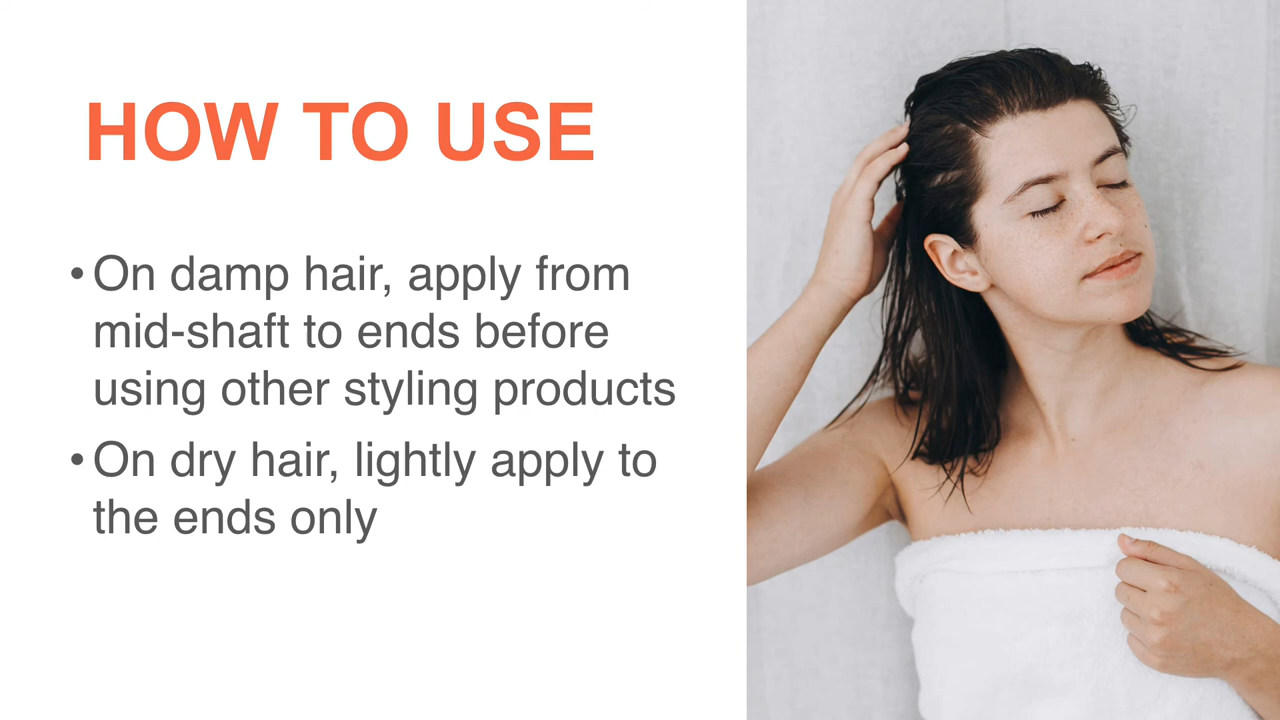 HOW TO USE
•On damp hair, apply from
mid-shaft to ends before
using other styling products
•On dry hair, lightly apply to
the ends only